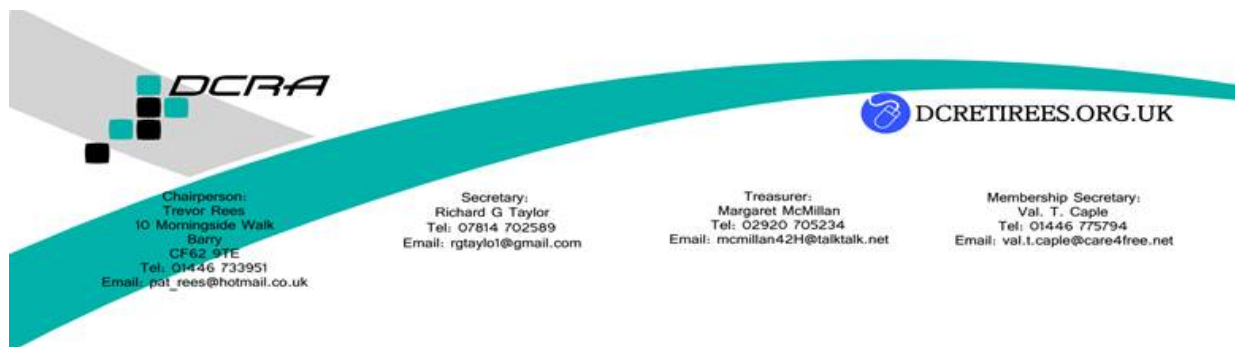 DCRA
DCRETIREES.ORG.UK
Chairperson:
Trevor Rees
10 Morningside Walk
Barry
CF62 9TE
Tel: 01446 733951
Email: pat_rees@hotmail.co.uk
Secretary:
Richard G Taylor
Tel: 07814 702589
Email: rgtaylo1@gmail.com
Treasurer:
Margaret McMillan
Tel: 02920 705234
Email: mcmillan42H@talktalk.net
Membership Secretary:
Val. T. Caple
Tel: 01446 775794
Email: val.t.caple@care4free.net